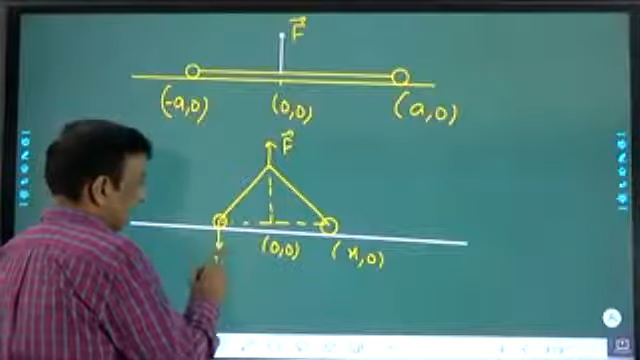 F⃗
(-a,0) (0,0) (a,0)
F⃗
(0,0) (x,0)